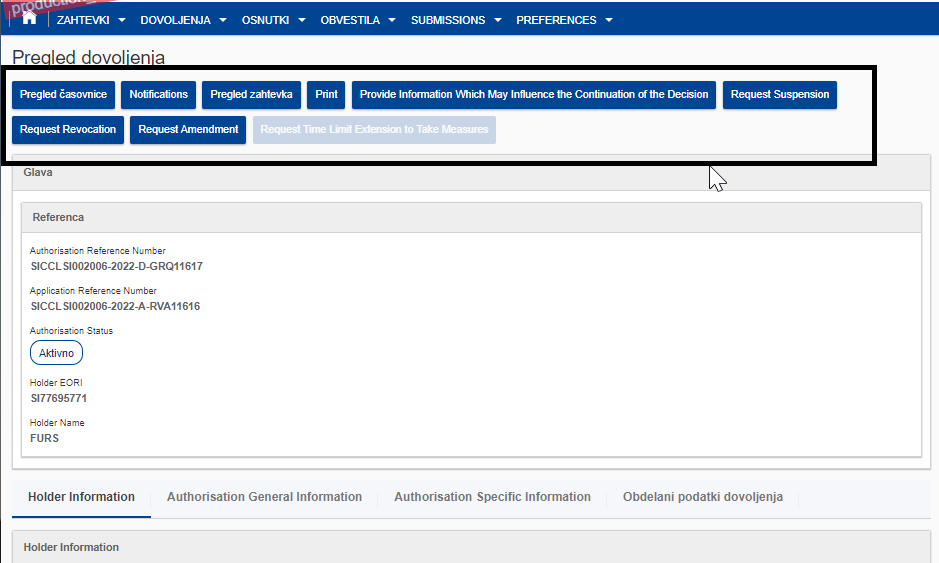 production_
ZAHTEVKI DOVOLJENJA OSNUTKI OBVESTILA SUBMISSIONS PREFERENCES
Pregled dovoljenja
Pregled časovnice Notifications Pregled zahtevka Print Provide Information Which May Influence the Continuation of the Decision Request Suspension
Request Revocation Request Amendment Request Time Limit Extension to Take Measures
Glava
Referenca
Authorisation Reference Number
SICCLSI002006-2022-D-GRQ11617
Application Reference Number
SICCLSI002006-2022-A-RVA11616
Authorisation Status
Aktivno
Holder EORI
SI77695771
Holder Name
FURS
Holder Information Authorisation General Information Authorisation Specific Information Obdelani podatki dovoljenja
Holder Information